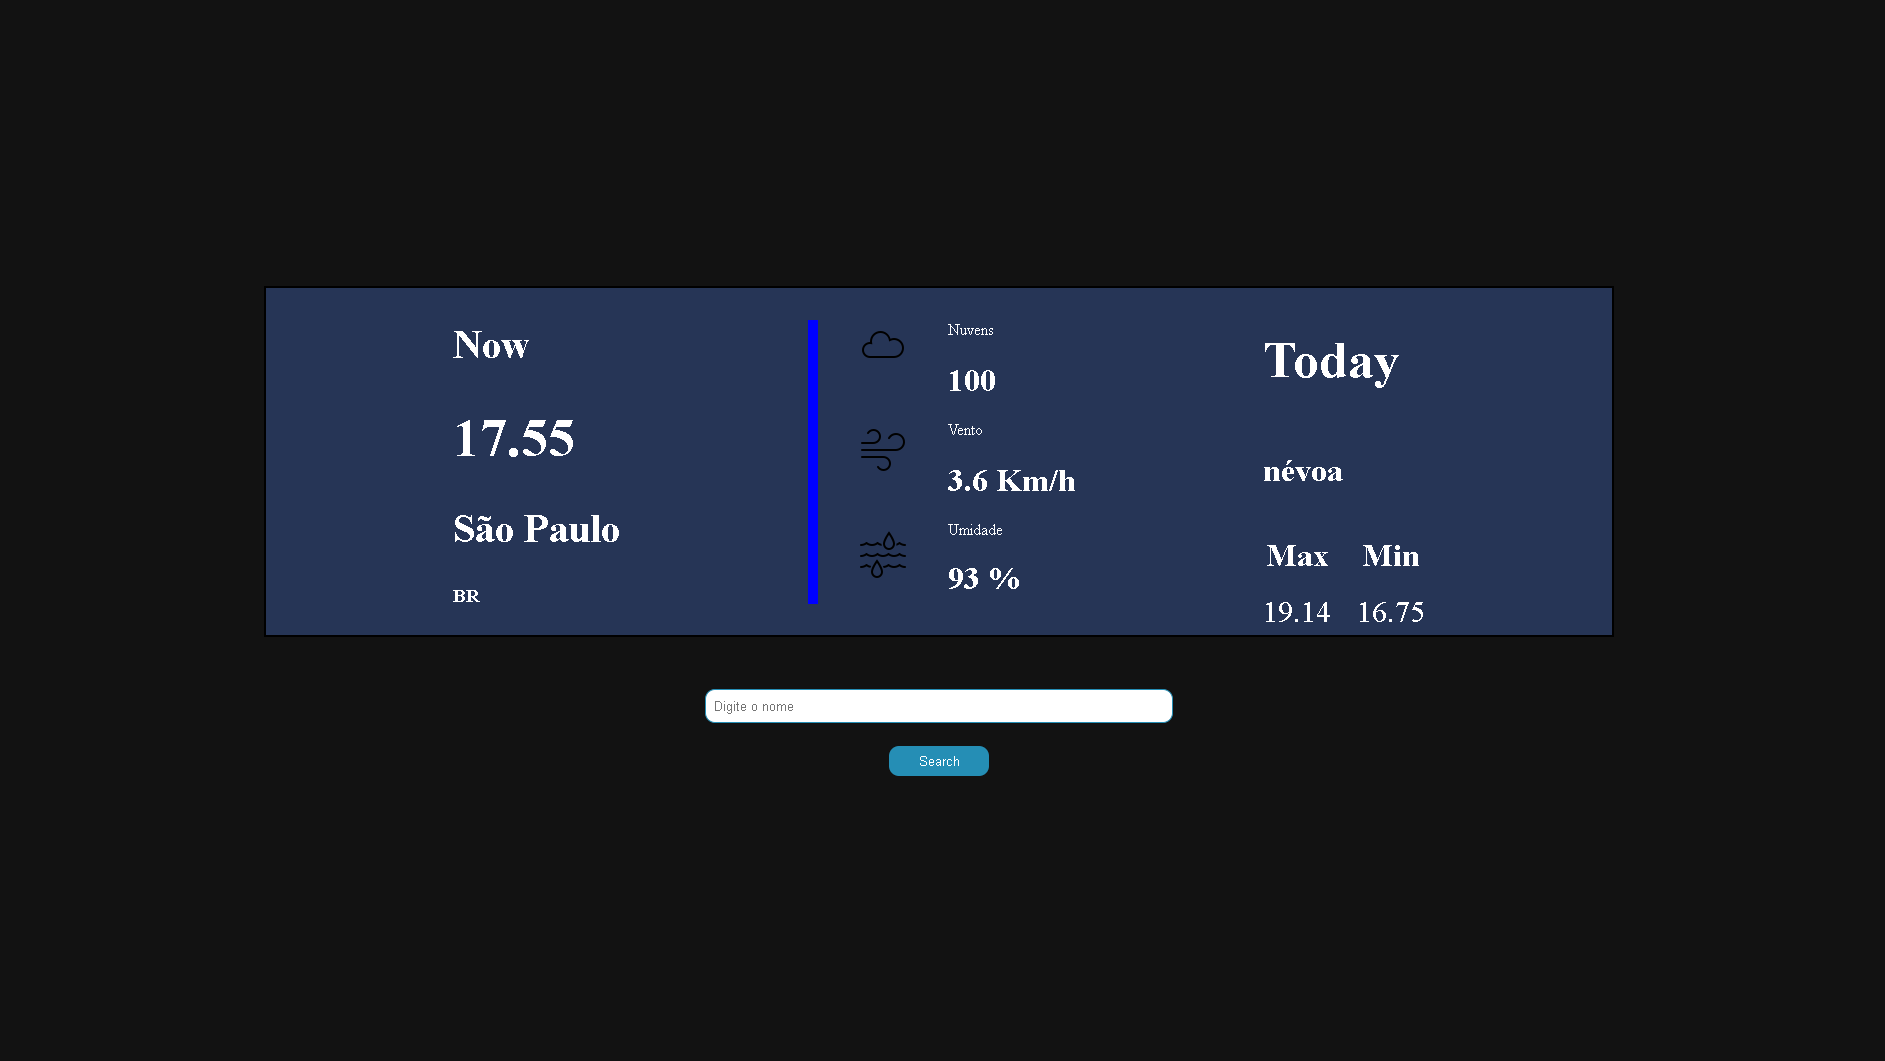 Now
17.55
São Paulo
BR
Nuvens
100
Vento
3.6 Km/h
Umidade
93 %
Today
névoa
Max Min
19.14 16.75
Digite o nome
Search